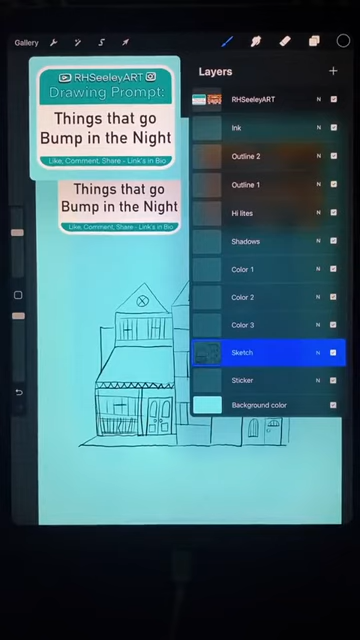 Gallery
RHSeeleyART
Drawing Prompt:
Things that go
Bump in the Night
Like, Comment, Share - Link's in Bio
Things that go
Bump in the Night
Like, Comment, Share - Link's in Bio
Layers
RHSeeleyART N
Ink N
Outline 2 N
Outline 1 N
Hi lites N
Shadows N
Color 1 N
Color 2 N
Color 3 N
Sketch N
Sticker N
Background color